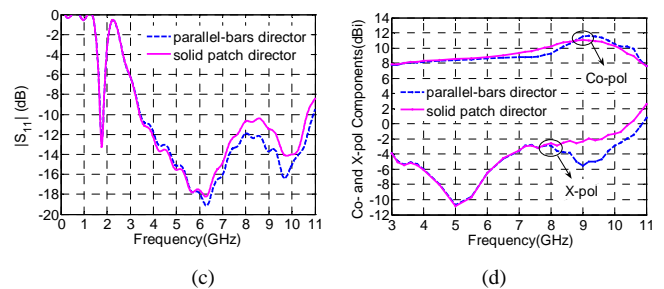 |S₁₁| (dB)
0
-2
-4
-6
-8
-10
-12
-14
-16
-18
-20
parallel-bars director
solid patch director
0 1 2 3 4 5 6 7 8 9 10 11
Frequency(GHz)
(c)
Co- and X-pol Components(dBi)
14
12
10
8
6
4
2
0
-2
-4
-6
-8
-10
-12
Co-pol
parallel-bars director
solid patch director
X-pol
3 4 5 6 7 8 9 10 11
Frequency(GHz)
(d)